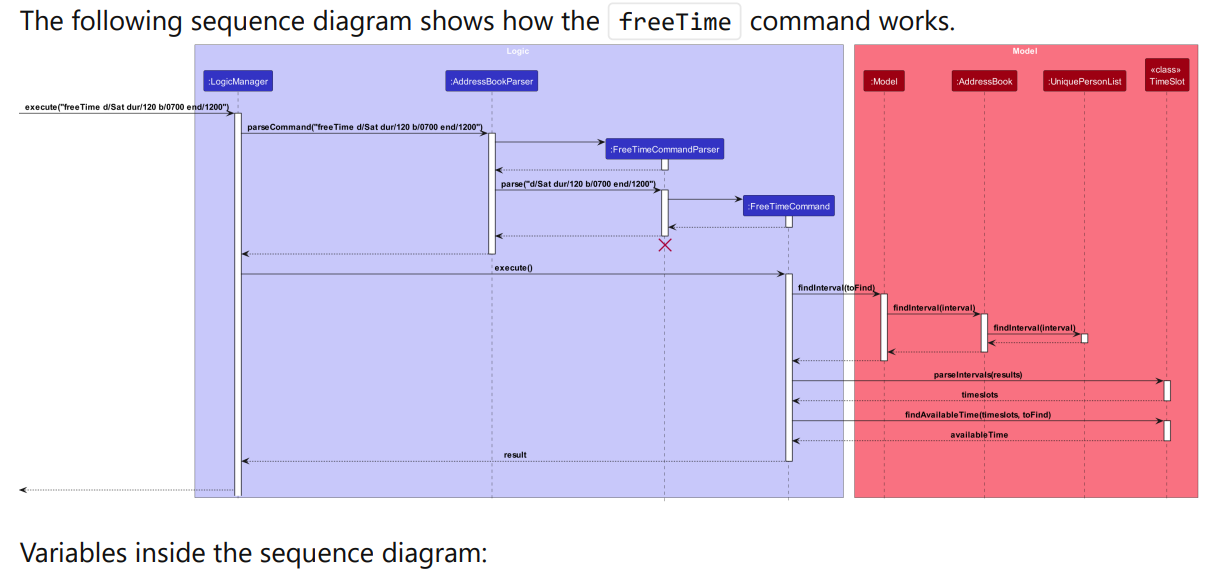 The following sequence diagram shows how the freeTime command works.
Logic
Model
:LogicManager
:AddressBookParser
:Model
:AddressBook
:UniquePersonList
«class»
TimeSlot
execute("freeTime d/Sat dur/120 b/0700 end/1200")
parseCommand("freeTime d/Sat dur/120 b/0700 end/1200")
:FreeTimeCommandParser
parse("d/Sat dur/120 b/0700 end/1200")
:FreeTimeCommand
execute()
findInterval(toFind)
findInterval(interval)
findInterval(interval)
parseIntervals(results)
timeslots
findAvailableTime(timeslots, toFind)
availableTime
result
Variables inside the sequence diagram: